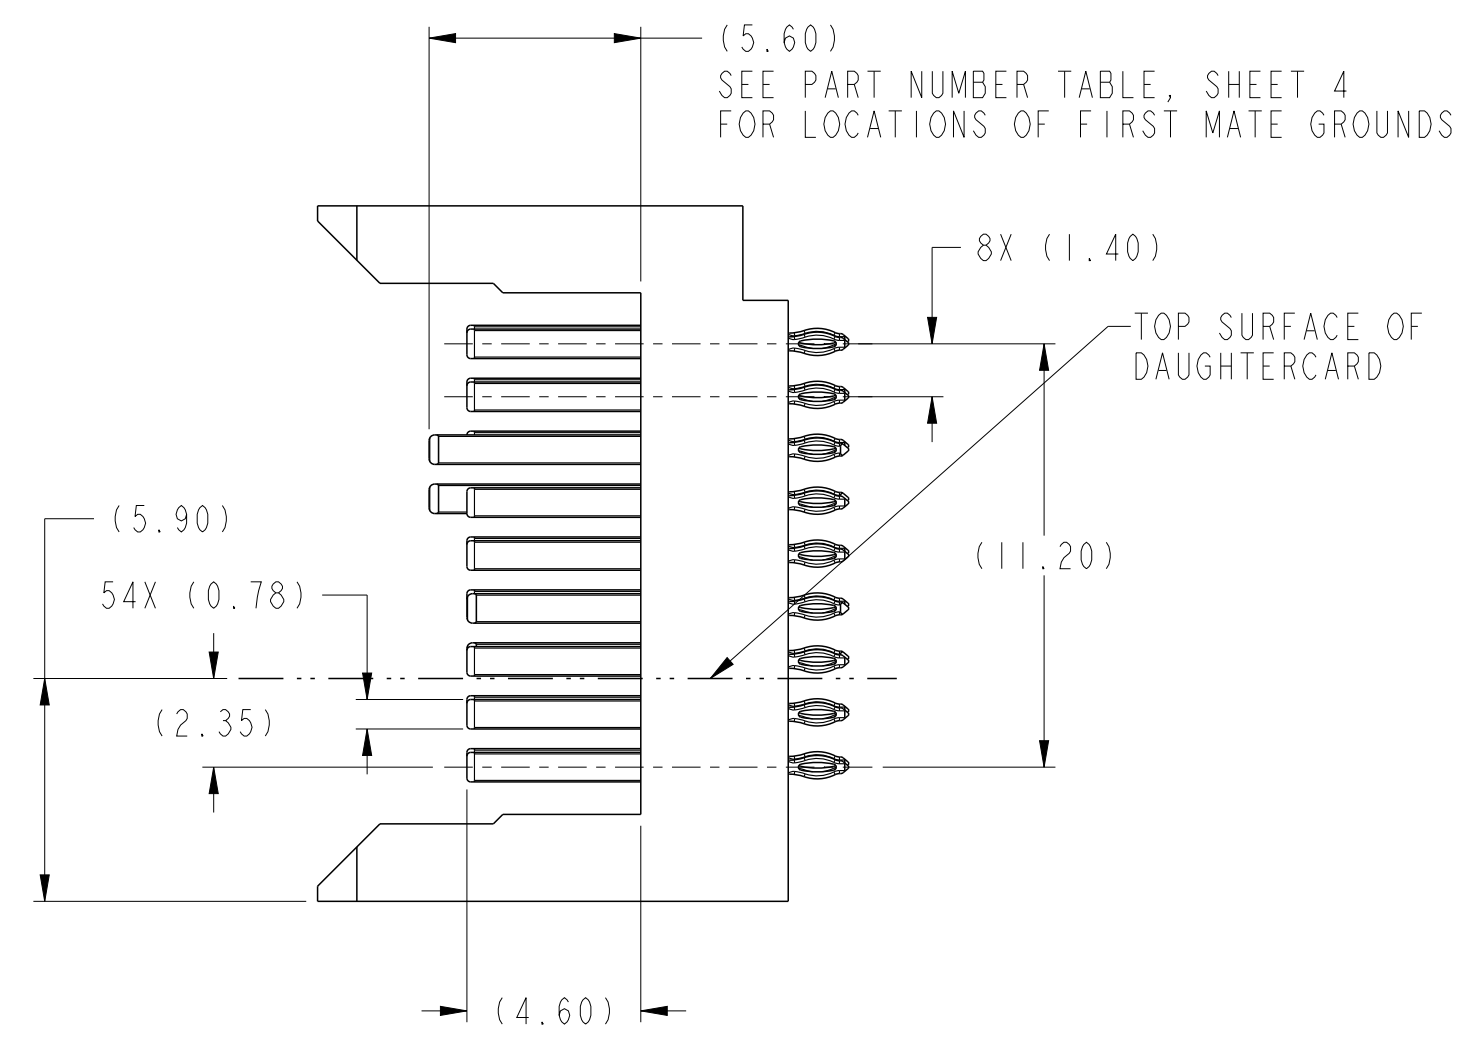 (5.60)
SEE PART NUMBER TABLE, SHEET 4
FOR LOCATIONS OF FIRST MATE GROUNDS
8X (1.40)
TOP SURFACE OF
DAUGHTERCARD
(5.90)
(11.20)
54X (0.78)
(2.35)
(4.60)